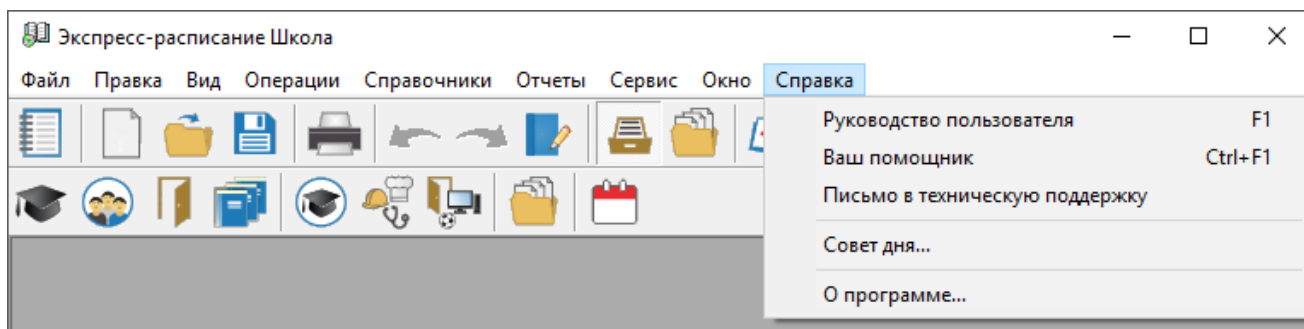 Экспресс-расписание Школа
Файл Правка Вид Операции Справочники Отчеты Сервис Окно Справка
Руководство пользователя F1
Ваш помощник Ctrl+F1
Письмо в техническую поддержку
Совет дня...
О программе...